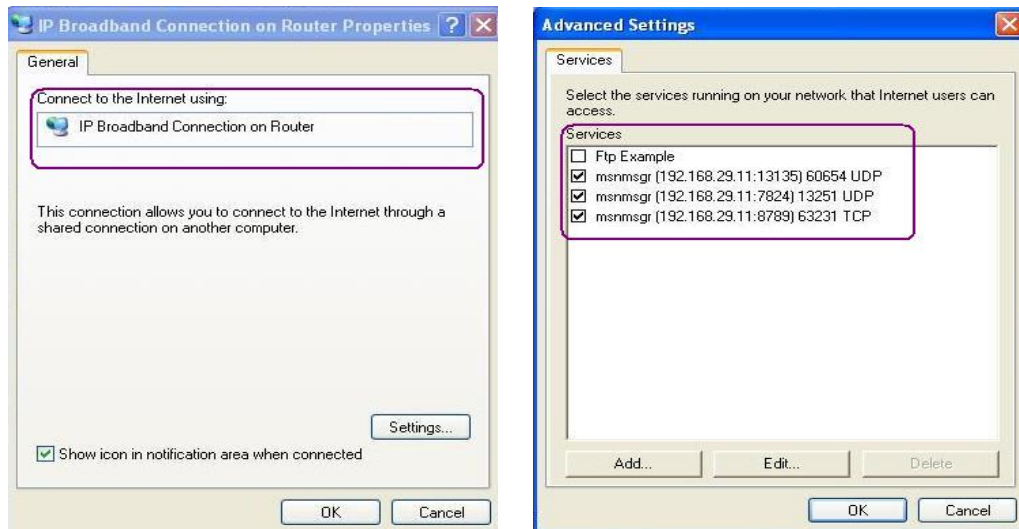 IP Broadband Connection on Router Properties
General
Connect to the Internet using:
IP Broadband Connection on Router
This connection allows you to connect to the Internet through a
shared connection on another computer.
Settings...
Show icon in notification area when connected
OK
Cancel
Advanced Settings
Services
Select the services running on your network that Internet users can
access.
Services
Ftp Example
msnmsgr (192.168.29.11:13135) 60654 UDP
msnmsgr (192.168.29.11:7824) 13251 UDP
msnmsgr (192.168.29.11:8789) 63231 TCP
Add...
Edit...
Delete
OK
Cancel